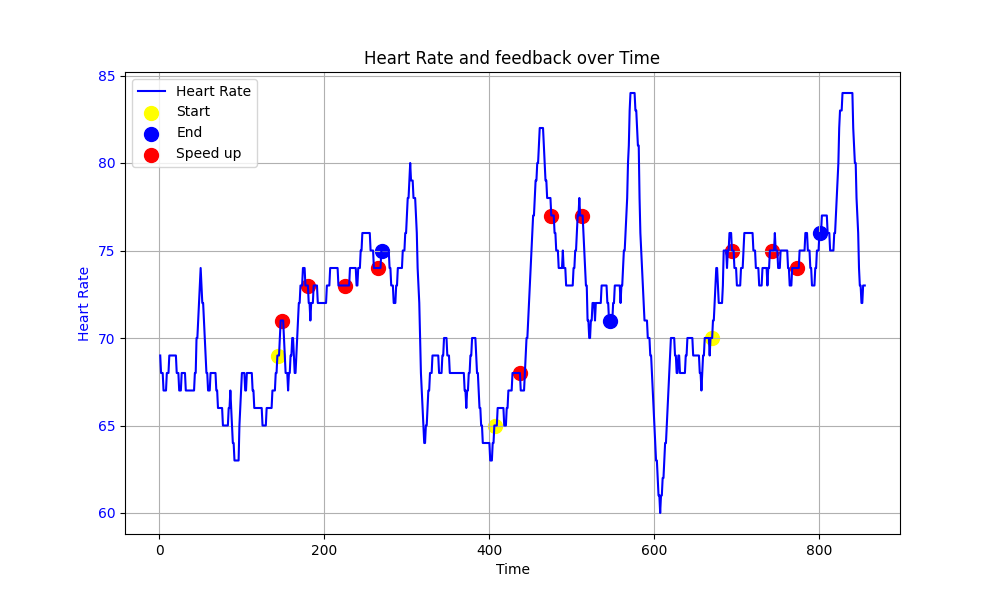 Heart Rate and feedback over Time
Heart Rate
Start
End
Speed up
85
80
75
70
65
60
Heart Rate
0 200 400 600 800
Time